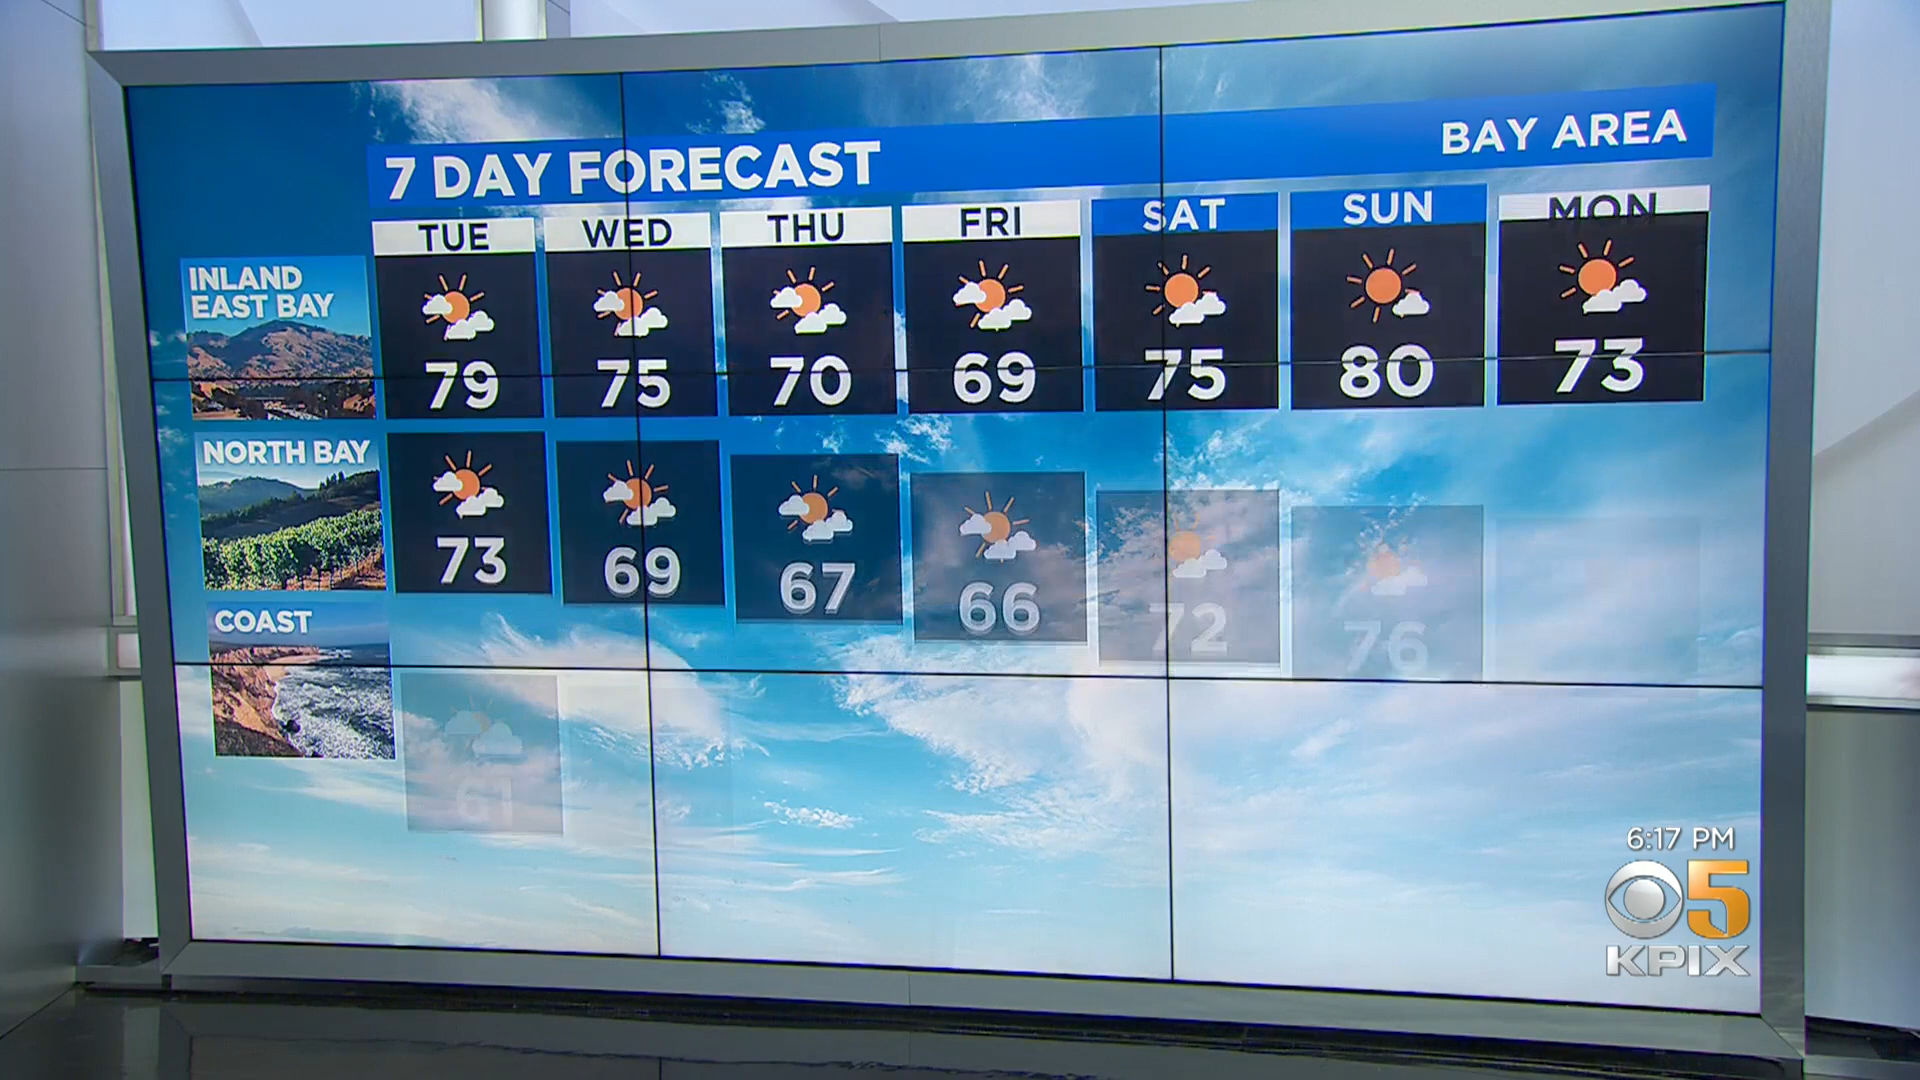 7 DAY FORECAST
BAY AREA
TUE WED THU FRI SAT SUN MON
INLAND
EAST BAY
79 75 70 69 75 80 73
NORTH BAY
73 69 67 66 72 76
COAST
61
6:17 PM
5
KPIX